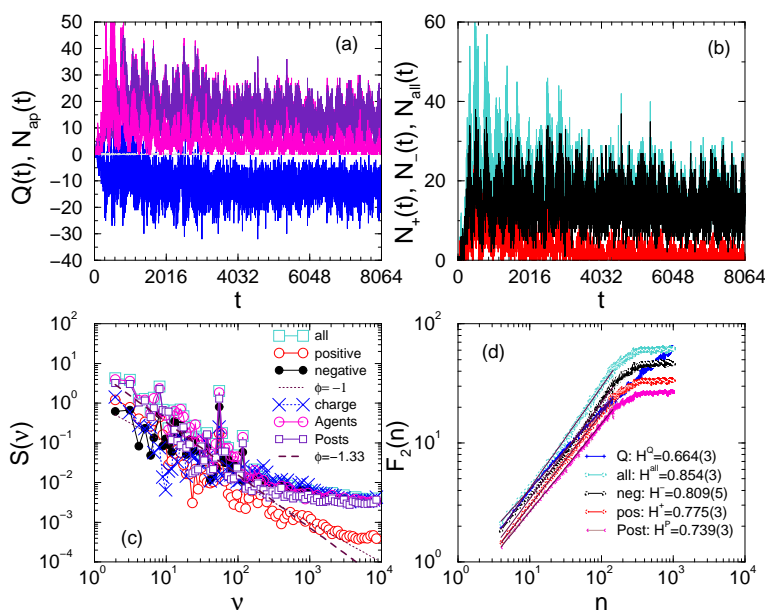 (a)
50
40
30
20
10
0
−10
−20
−30
−40
Q(t), N_ap(t)
0 2016 4032 6048 8064
t
(b)
60
40
20
0
N_+(t), N_−(t), N_all(t)
0 2016 4032 6048 8064
t
10^2
10^1
10^0
10^-1
10^-2
10^-3
10^-4
S(ν)
all
positive
negative
ϕ=−1
charge
Agents
Posts
ϕ=−1.33
(c)
10^0 10^1 10^2 10^3 10^4
ν
(d)
10^2
10^1
10^0
F_2(n)
Q: H^Q=0.664(3)
all: H^all=0.854(3)
neg: H^-=0.809(5)
pos: H^+=0.775(3)
Post: H^P=0.739(3)
10^0 10^1 10^2 10^3 10^4
n